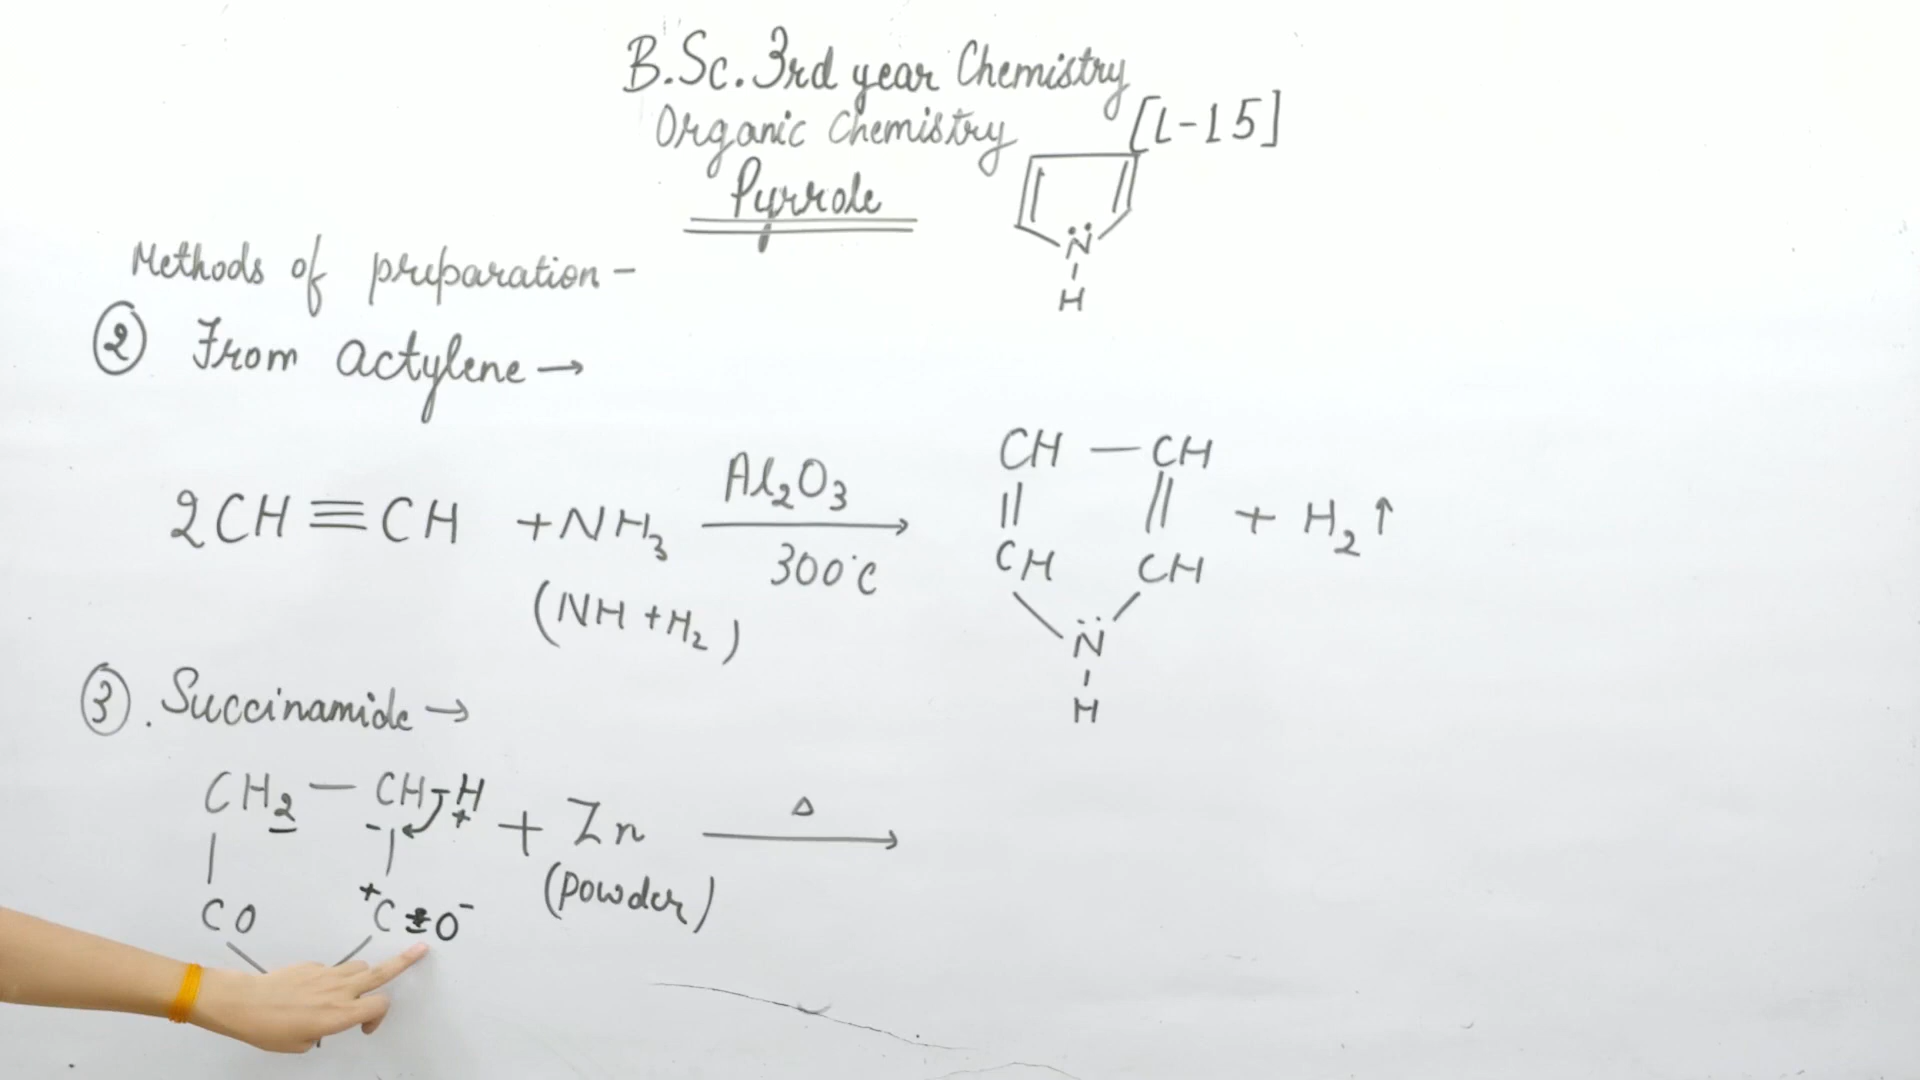 B.Sc. 3rd year Chemistry
Organic Chemistry [L-15]
Pyrrole
N̈
H
Methods of preparation -
② From actylene →
2CH ≡ CH + NH₃ Al₂O₃ 300°C CH — CH + H₂ ↑
(NH + H₂) CH CH
N̈
H
③. Succinamide →
CH₂ — CH - H + Zn Δ
(Powder)
CO C = O